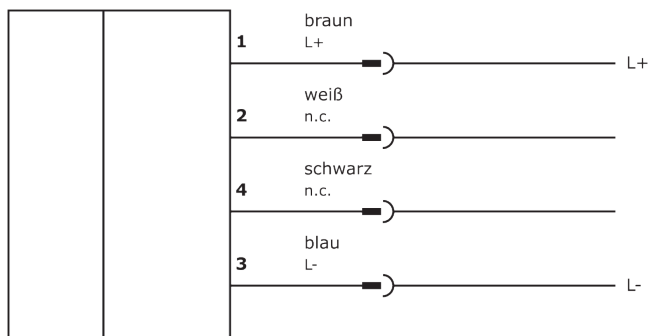 braun
1 L+
L+
weiß
2 n.c.
schwarz
4 n.c.
blau
3 L-
L-